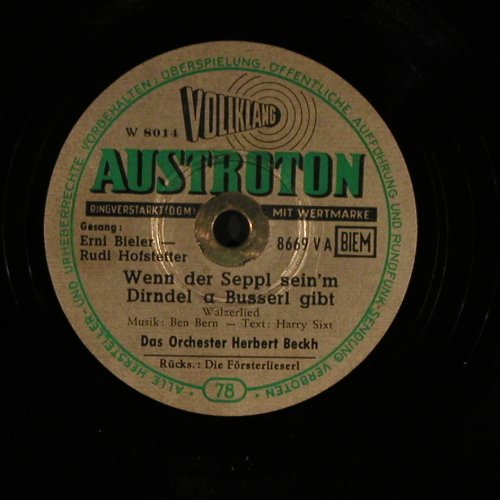 ALLE HERSTELLER- UND URHEBERRECHTE VORBEHALTEN; ÜBERSPIELUNG, ÖFFENTLICHE AUFFÜHRUNG UND RUNDFUNK-SENDUNG VERBOTEN
VOLLKLANG
W 8014
AUSTROTON
RINGVERSTÄRKT (DGM) MIT WERTMARKE
Gesang:
Erni Bieler —
Rudi Hofstetter
8669 V A BIEM
Wenn der Seppl sein'm
Dirndel a Busserl gibt
Walzerlied
Musik: Ben Bern — Text: Harry Sixt
Das Orchester Herbert Beckh
Rücks.: Die Försterlieserl
78